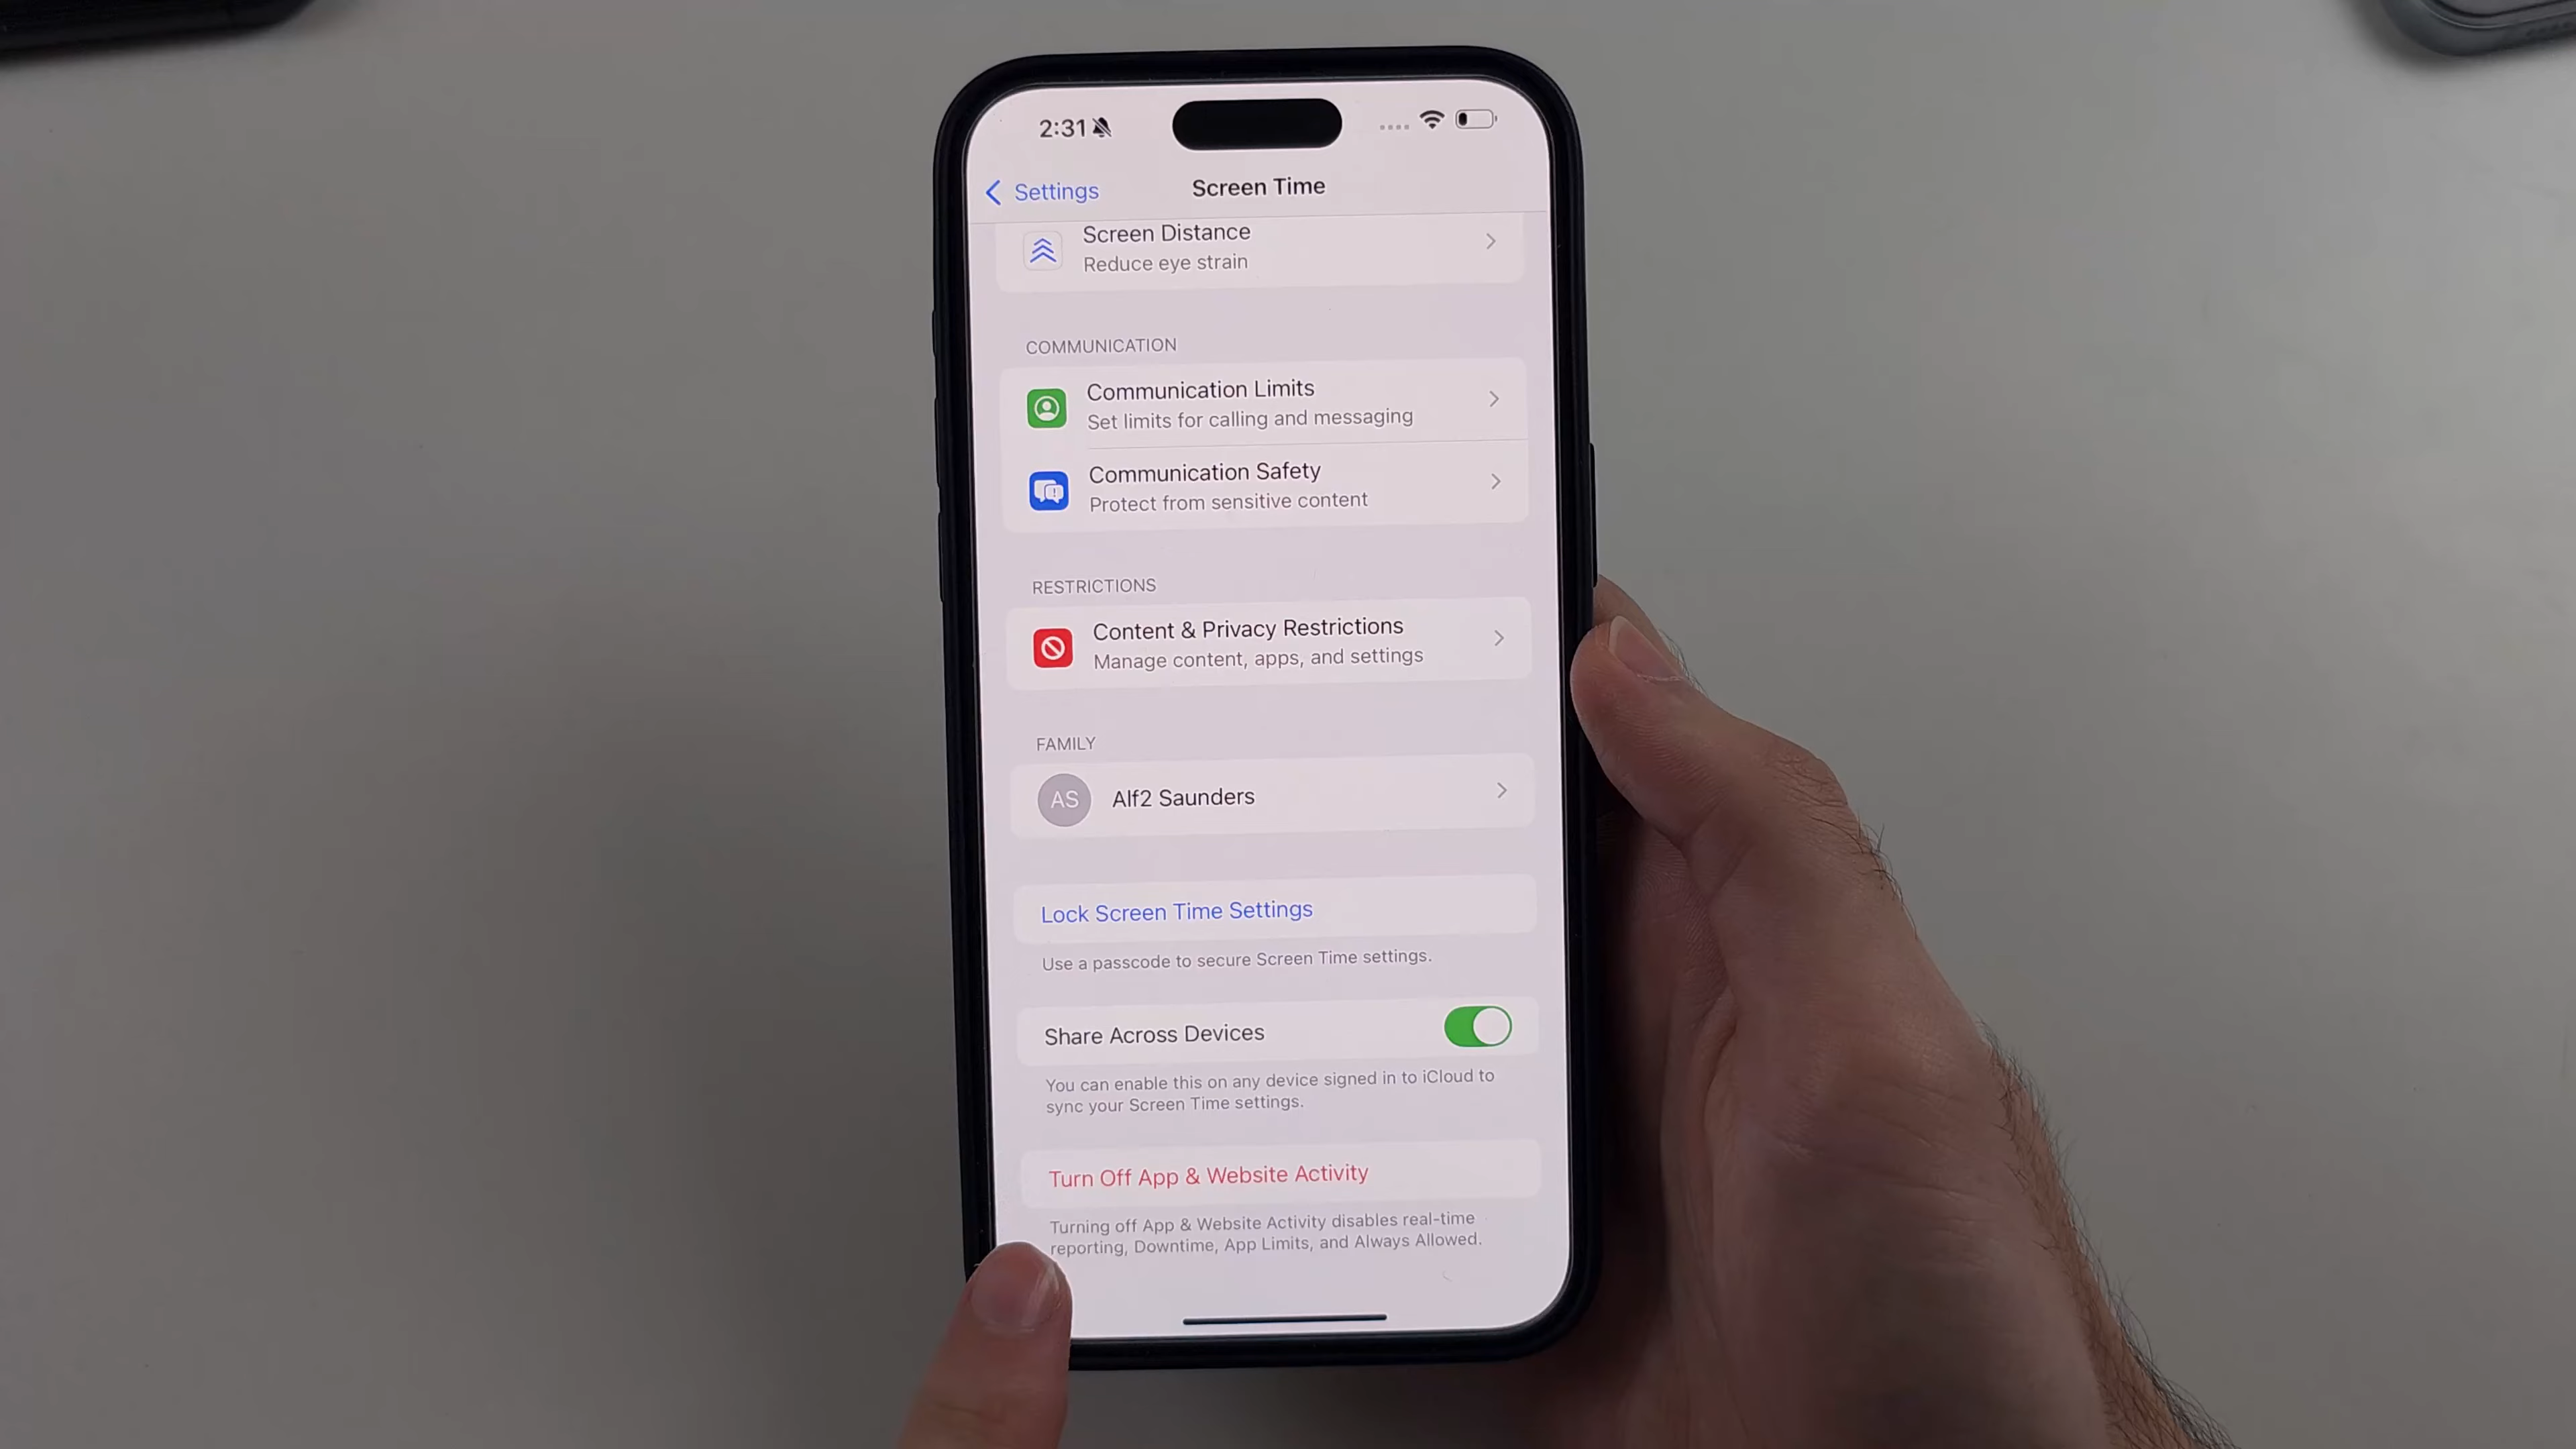 2:31
Settings
Screen Time
Screen Distance
Reduce eye strain
COMMUNICATION
Communication Limits
Set limits for calling and messaging
Communication Safety
Protect from sensitive content
RESTRICTIONS
Content & Privacy Restrictions
Manage content, apps, and settings
FAMILY
AS
Alf2 Saunders
Lock Screen Time Settings
Use a passcode to secure Screen Time settings.
Share Across Devices
You can enable this on any device signed in to iCloud to
sync your Screen Time settings.
Turn Off App & Website Activity
Turning off App & Website Activity disables real-time
reporting, Downtime, App Limits, and Always Allowed.